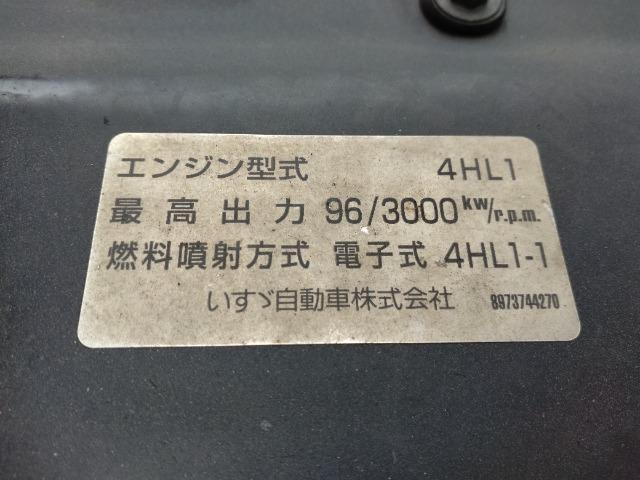 エンジン型式 4HL1
最高出力 96/3000 kw/r.p.m.
燃料噴射方式 電子式 4HL1-1
いすゞ自動車株式会社 8973744270